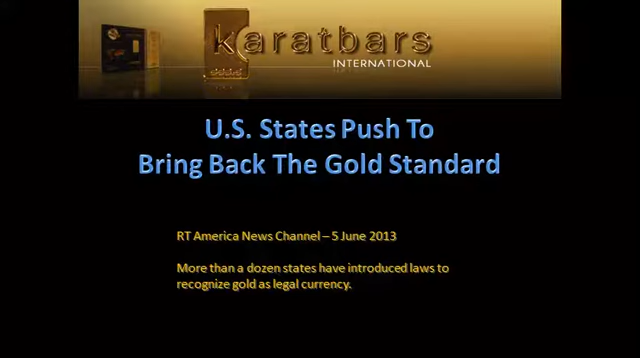 karatbars
INTERNATIONAL
U.S. States Push To
Bring Back The Gold Standard
RT America News Channel – 5 June 2013
More than a dozen states have introduced laws to
recognize gold as legal currency.